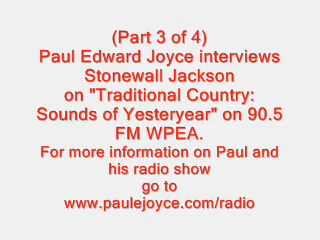 (Part 3 of 4)
Paul Edward Joyce interviews
Stonewall Jackson
on "Traditional Country:
Sounds of Yesteryear" on 90.5
FM WPEA.
For more information on Paul and
his radio show
go to
www.paulejoyce.com/radio